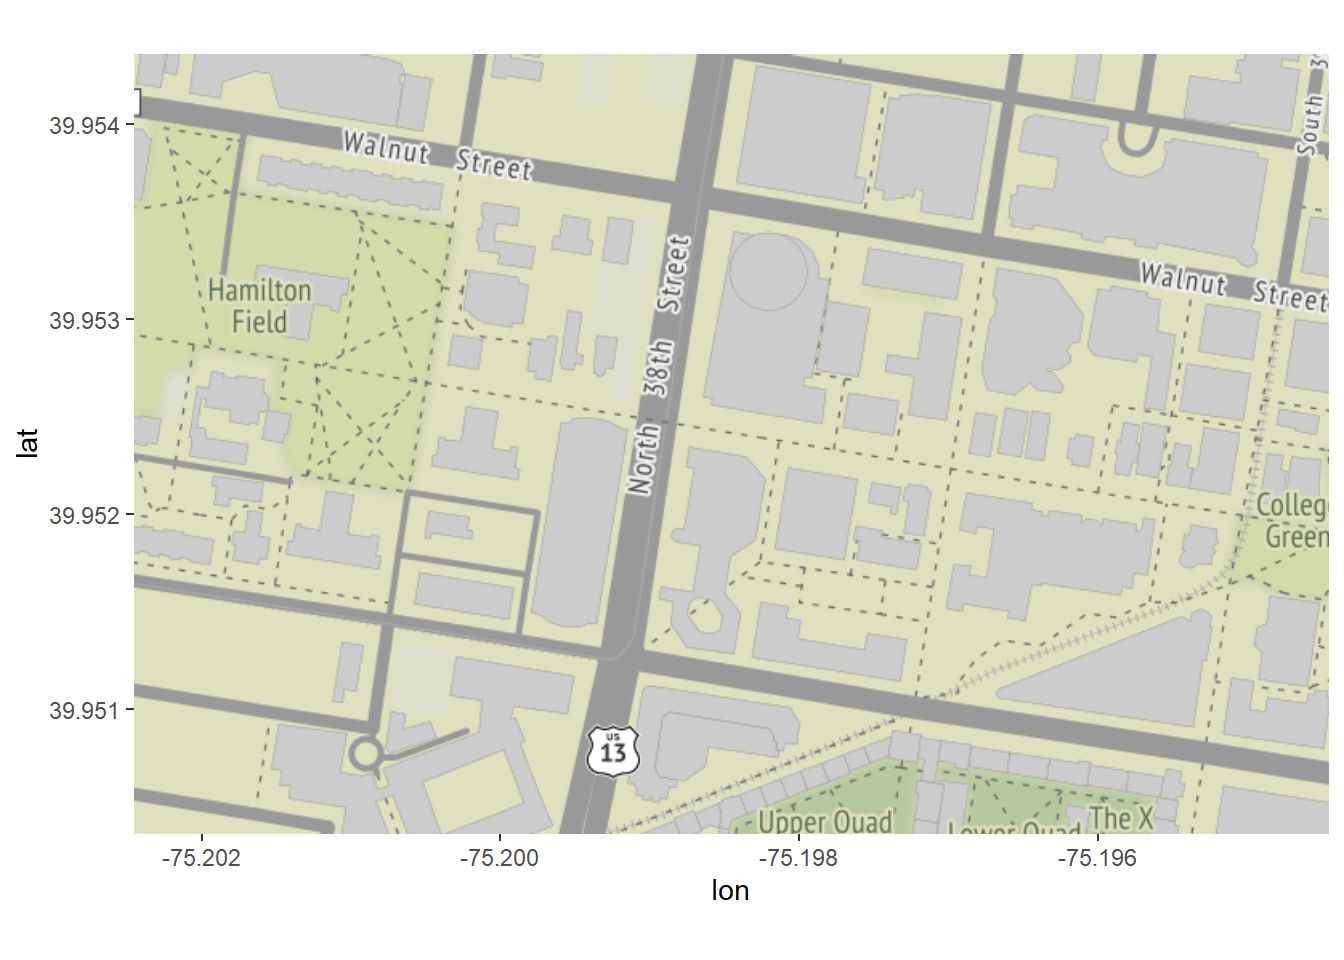 39.954
39.953
39.952
39.951
lat
-75.202
-75.200
-75.198
-75.196
lon
Walnut Street
South 3
Hamilton
Field
North 38th Street
Walnut Street
Colleg
Green
US
13
Upper Quad
Lower Quad
The X